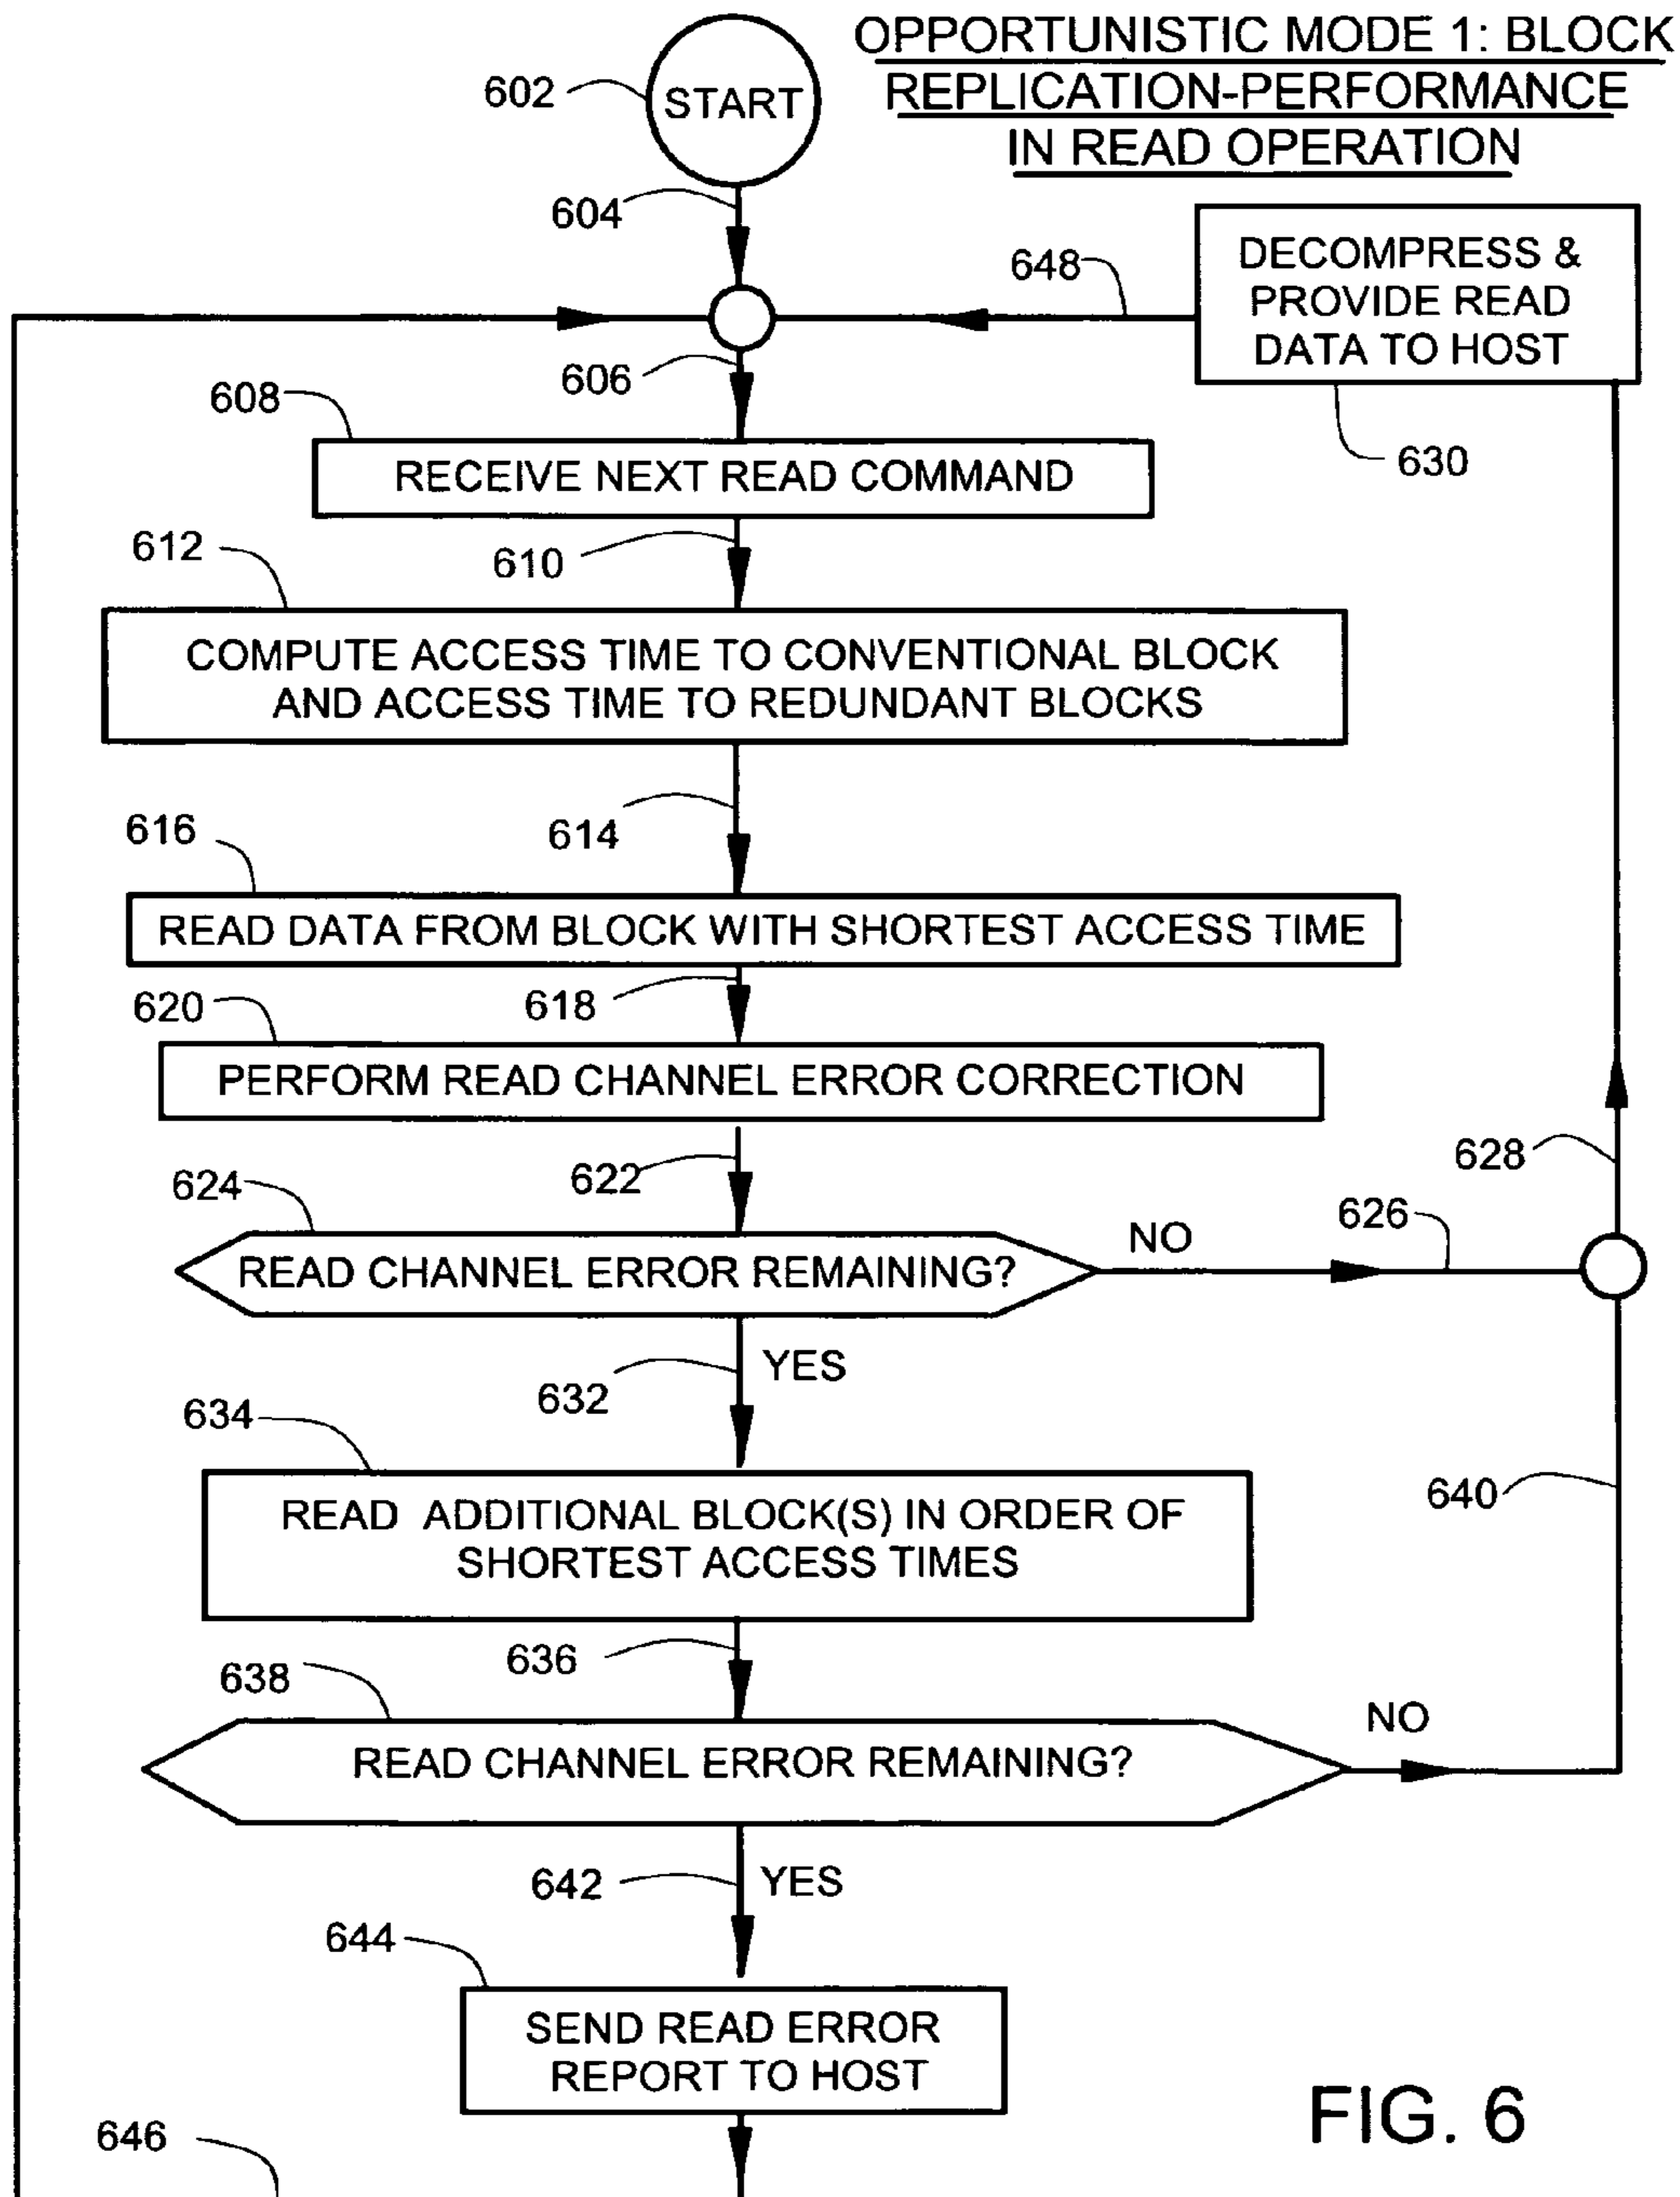 OPPORTUNISTIC MODE 1: BLOCK
REPLICATION-PERFORMANCE
IN READ OPERATION
602
START
604
648
DECOMPRESS &
PROVIDE READ
DATA TO HOST
606
608
630
RECEIVE NEXT READ COMMAND
612
610
COMPUTE ACCESS TIME TO CONVENTIONAL BLOCK
AND ACCESS TIME TO REDUNDANT BLOCKS
616
614
READ DATA FROM BLOCK WITH SHORTEST ACCESS TIME
620
618
PERFORM READ CHANNEL ERROR CORRECTION
628
624
622
626
NO
READ CHANNEL ERROR REMAINING?
YES
632
634
640
READ ADDITIONAL BLOCK(S) IN ORDER OF
SHORTEST ACCESS TIMES
636
638
NO
READ CHANNEL ERROR REMAINING?
642
YES
644
SEND READ ERROR
REPORT TO HOST
FIG. 6
646